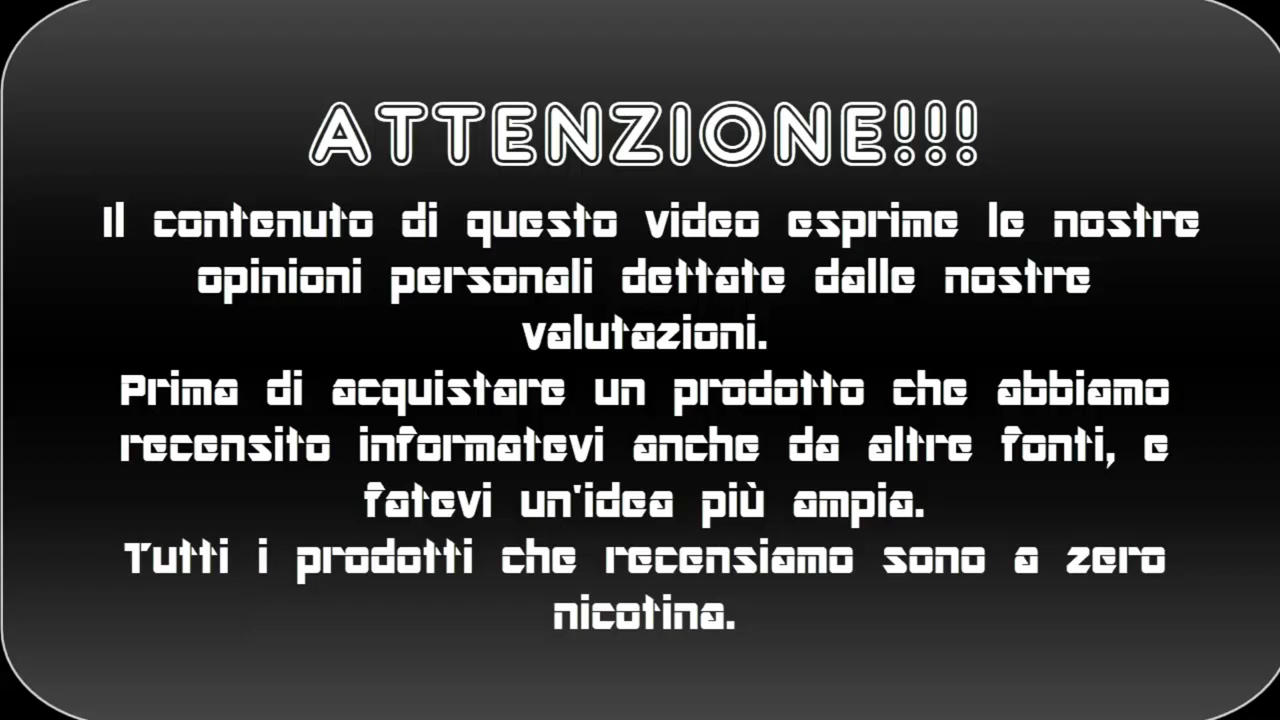 ATTENZIONE!!!
Il contenuto di questo video esprime le nostre
opinioni personali dettate dalle nostre
valutazioni.
Prima di acquistare un prodotto che abbiamo
recensito informatevi anche da altre fonti, e
fatevi un'idea più ampia.
Tutti i prodotti che recensiamo sono a zero
nicotina.